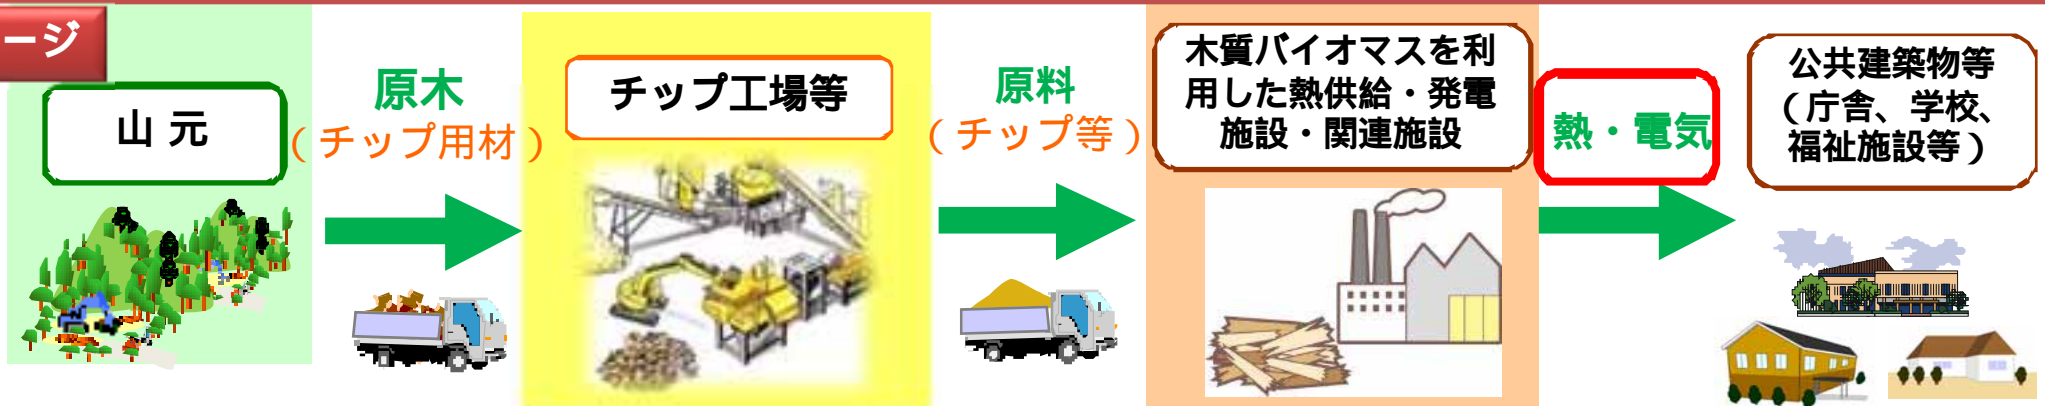 ージ
山 元
原木
（チップ用材）
チップ工場等
原料
（チップ等）
木質バイオマスを利
用した熱供給・発電
施設・関連施設
熱・電気
公共建築物等
（庁舎、学校、
福祉施設等）